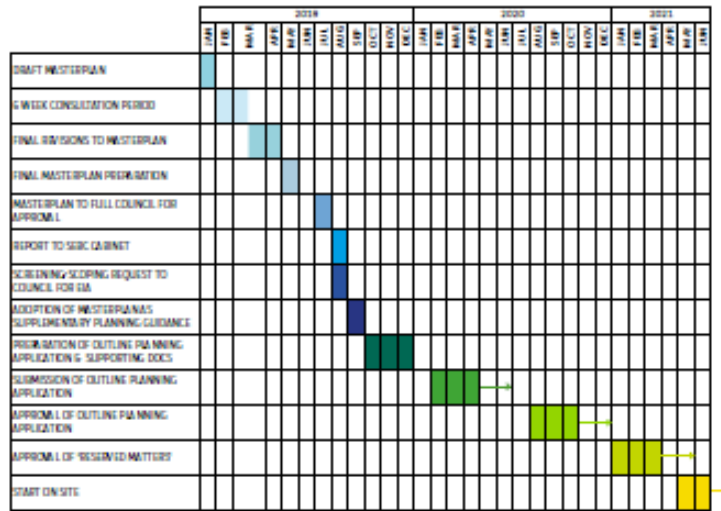 2019 2020 2021
JAN FEB MAR APR MAY JUN JUL AUG SEP OCT NOV DEC JAN FEB MAR APR MAY JUN JUL AUG SEP OCT NOV DEC JAN FEB MAR APR MAY JUN
DRAFT MASTERPLAN
6 WEEK CONSULTATION PERIOD
FINAL REVISIONS TO MASTERPLAN
FINAL MASTERPLAN PREPARATION
MASTERPLAN TO FULL COUNCIL FOR
APPROVAL
REPORT TO SEBC CABINET
SCREENING/SCOPING REQUEST TO
COUNCIL FOR EIA
ADOPTION OF MASTERPLAN AS
SUPPLEMENTARY PLANNING GUIDANCE
PREPARATION OF OUTLINE PLANNING
APPLICATION & SUPPORTING DOCS
SUBMISSION OF OUTLINE PLANNING
APPLICATION
APPROVAL OF OUTLINE PLANNING
APPLICATION
APPROVAL OF 'RESERVED MATTERS'
START ON SITE